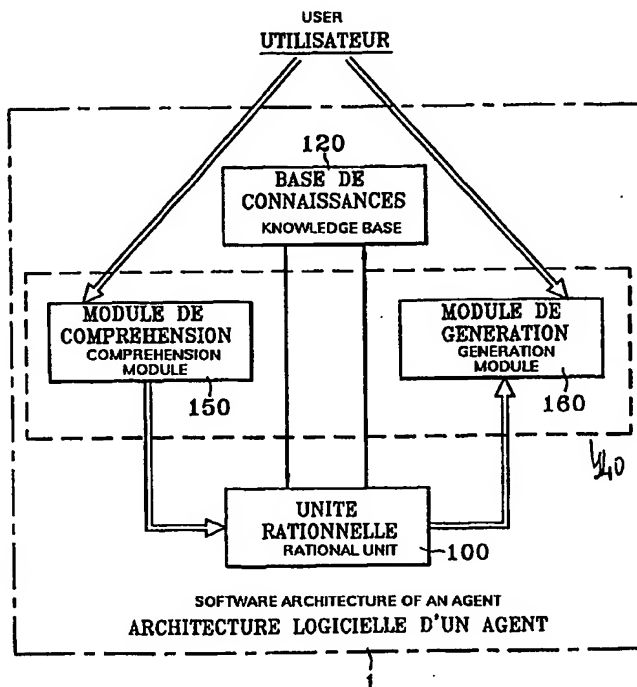 USER
UTILISATEUR
120
BASE DE
CONNAISSANCES
KNOWLEDGE BASE
MODULE DE
COMPREHENSION
COMPREHENSION
MODULE
150
MODULE DE
GENERATION
GENERATION
MODULE
160
140
UNITE
RATIONNELLE
RATIONAL UNIT
100
SOFTWARE ARCHITECTURE OF AN AGENT
ARCHITECTURE LOGICIELLE D'UN AGENT
1